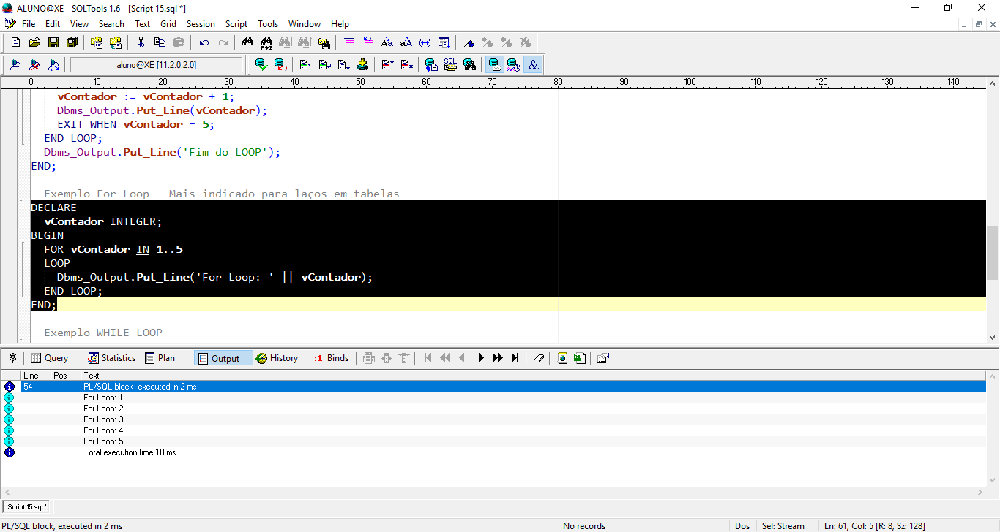 ALUNO@XE - SQLTools 1.6 - [Script 15.sql *]
File Edit View Search Text Grid Session Script Tools Window Help
aluno@XE [11.2.0.2.0]
SQL
&
0 10 20 30 40 50 60 70 80 90 100 110 120 130 140
vContador := vContador + 1;
Dbms_Output.Put_Line(vContador);
EXIT WHEN vContador = 5;
END LOOP;
Dbms_Output.Put_Line('Fim do LOOP');
END;
--Exemplo For Loop - Mais indicado para laços em tabelas
DECLARE
vContador INTEGER;
BEGIN
FOR vContador IN 1..5
LOOP
Dbms_Output.Put_Line('For Loop: ' || vContador);
END LOOP;
END;
--Exemplo WHILE LOOP
Query Statistics Plan Output History :1 Binds
Line Pos Text
54 PL/SQL block, executed in 2 ms
For Loop: 1
For Loop: 2
For Loop: 3
For Loop: 4
For Loop: 5
Total execution time 10 ms
Script 15.sql*
PL/SQL block, executed in 2 ms No records Dos Sel: Stream Ln: 61, Col: 5 [R: 8, Sz: 128]